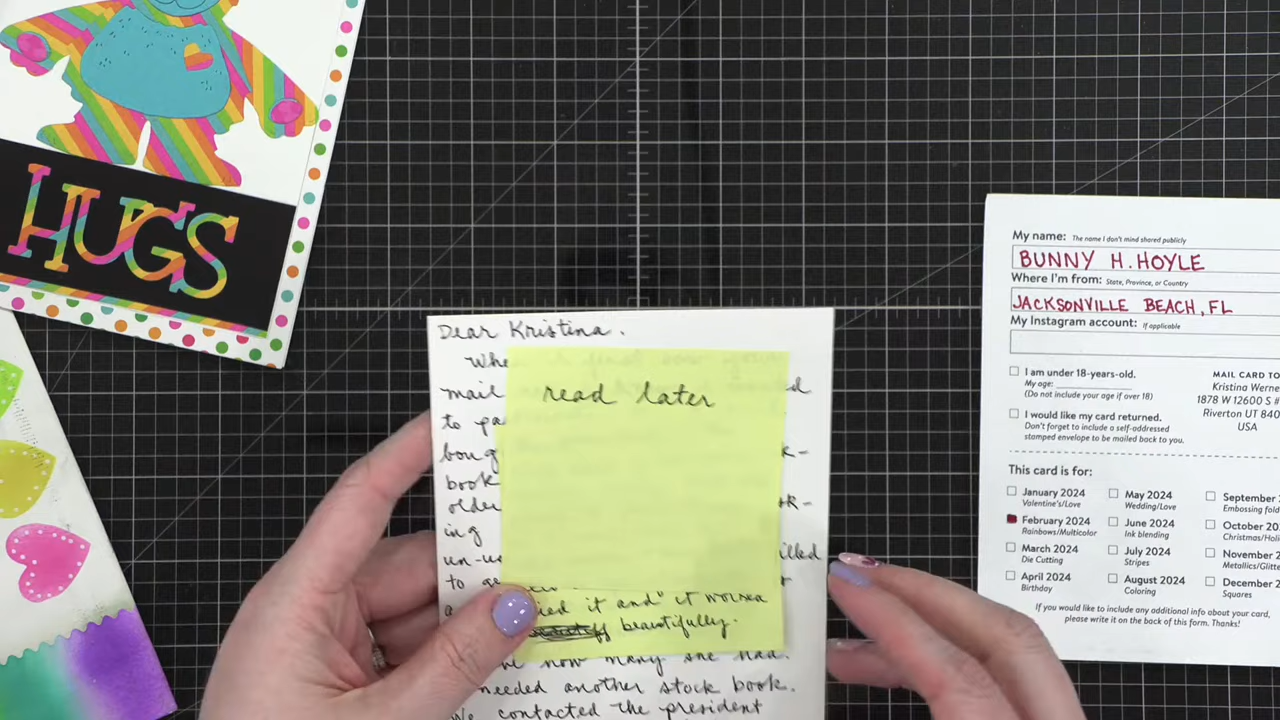 HUGS
Dear Kristina.
read later
mail
to pa
boug
book
older
ing
un-us
to ge
ied it and" it worked
beautifully.
how many she had.
needed another stock book.
We contacted the president
My name: The name I don't mind shared publicly
BUNNY H. HOYLE
Where I'm from: State, Province, or Country
JACKSONVILLE BEACH, FL
My Instagram account: If applicable
I am under 18-years-old.
My age:
(Do not include your age if over 18)
I would like my card returned.
Don't forget to include a self-addressed
stamped envelope to be mailed back to you.
MAIL CARD TO
Kristina Werne
1878 W 12600 S #
Riverton UT 840
USA
This card is for:
January 2024
Valentine's/Love
February 2024
Rainbows/Multicolor
March 2024
Die Cutting
April 2024
Birthday
May 2024
Wedding/Love
June 2024
Ink blending
July 2024
Stripes
August 2024
Coloring
September
Embossing fold
October 20
Christmas/Holi
November
Metallics/Glitte
December 2
Squares
If you would like to include any additional info about your card,
please write it on the back of this form. Thanks!